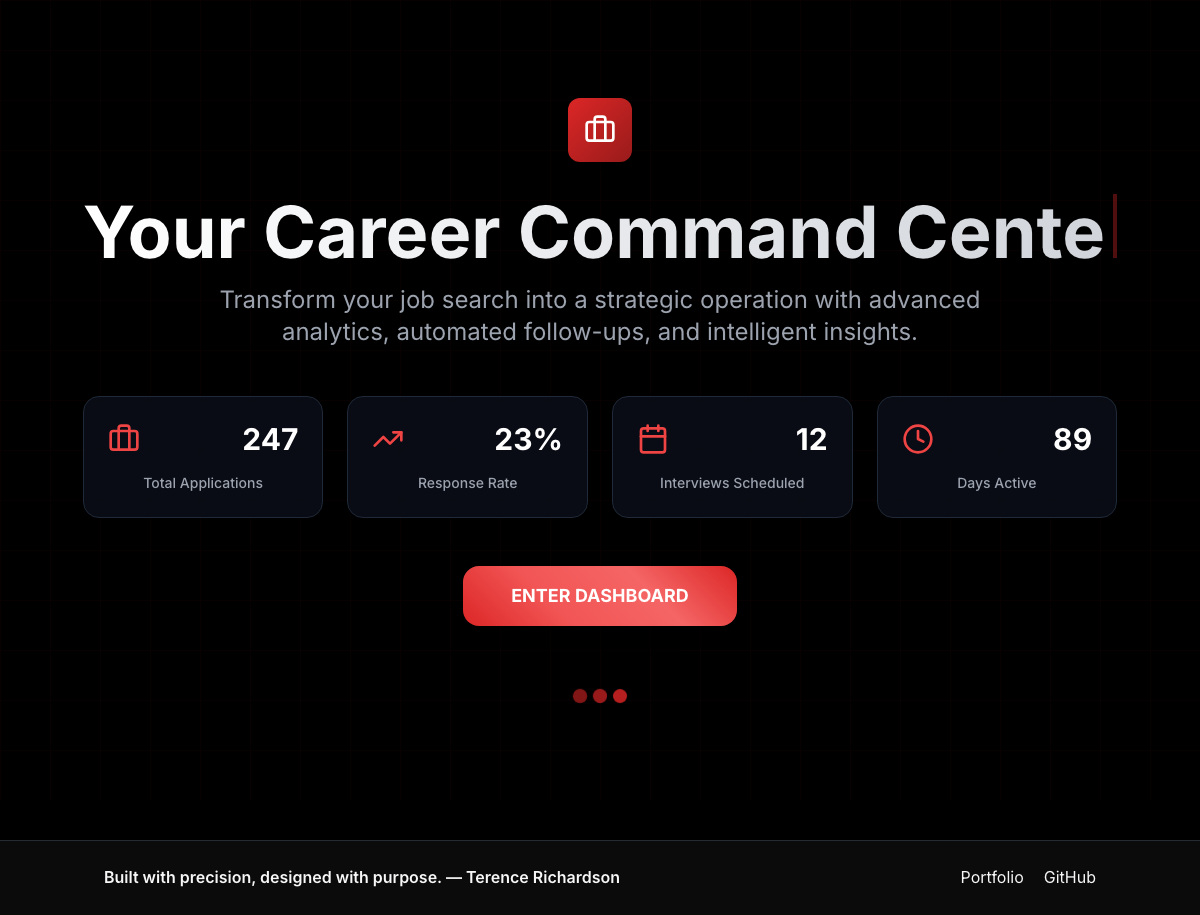 Your Career Command Cente
Transform your job search into a strategic operation with advanced
analytics, automated follow-ups, and intelligent insights.
247
Total Applications
23%
Response Rate
12
Interviews Scheduled
89
Days Active
ENTER DASHBOARD
Built with precision, designed with purpose. — Terence Richardson
Portfolio GitHub